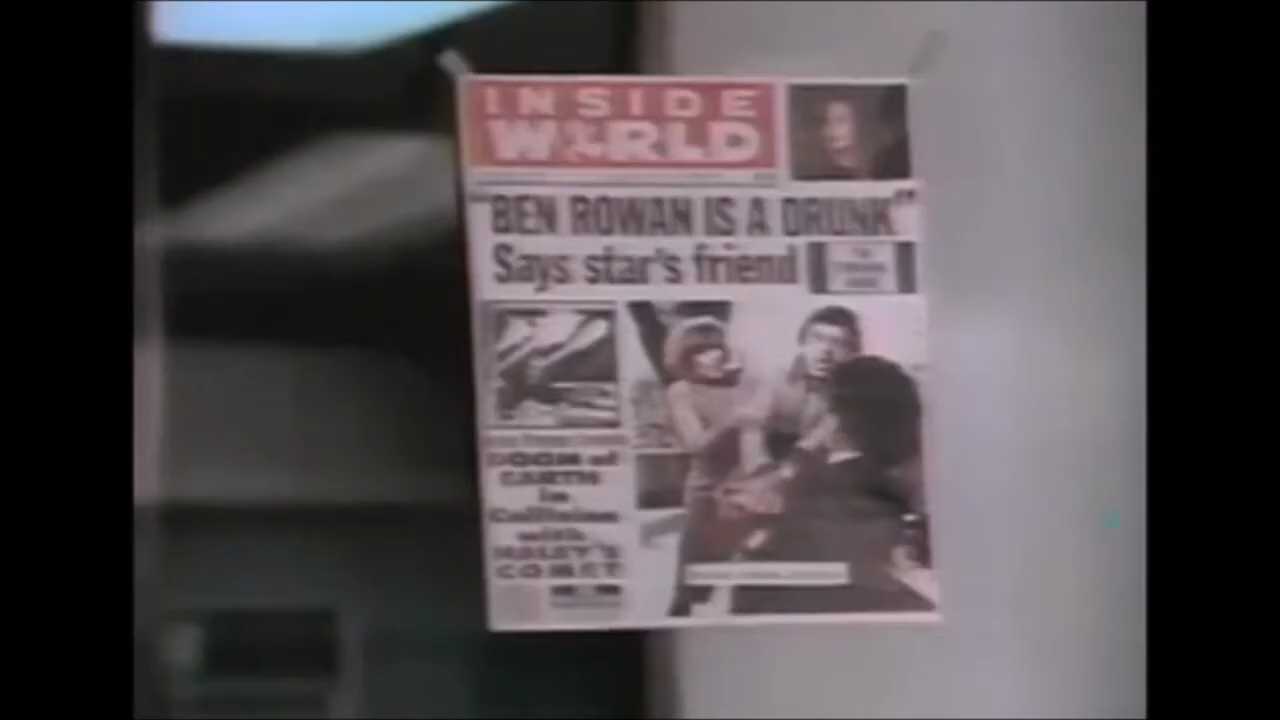 INSIDE
WORLD
"BEN ROWAN IS A DRUNK"
Says star's friend
DOOM of
EARTH
in
Collision
with
HALEY'S
COMET